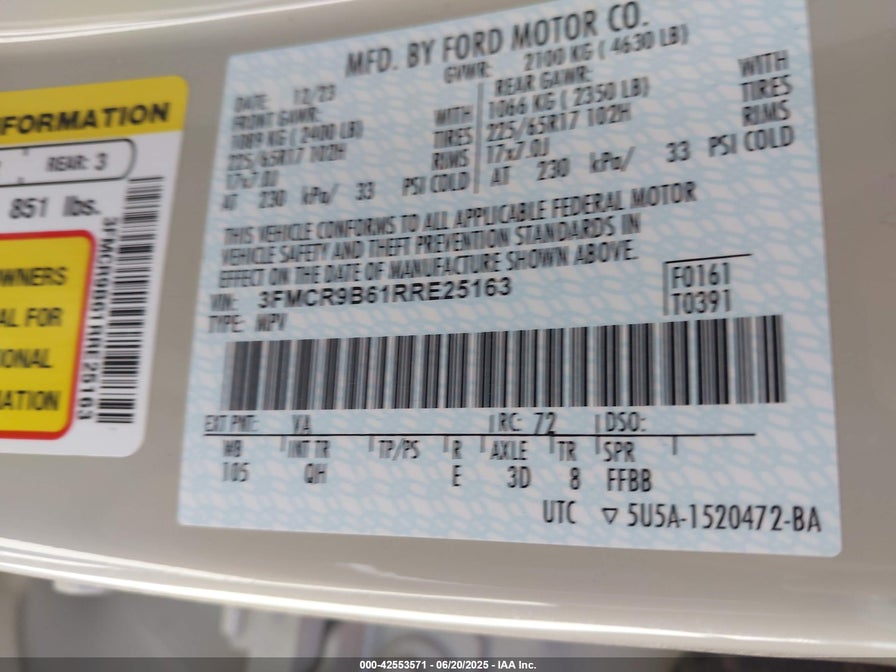 MFD. BY FORD MOTOR CO.
DATE: 12/23 GVWR: 2100 KG ( 4630 LB)
FRONT GAWR: WITH
1089 KG ( 2400 LB) TIRES
225/65R17 102H RIMS
17x7.0J
AT 230 kPa/ 33 PSI COLD
REAR GAWR: WITH
1066 KG ( 2350 LB) TIRES
225/65R17 102H RIMS
17x7.0J
AT 230 kPa/ 33 PSI COLD
THIS VEHICLE CONFORMS TO ALL APPLICABLE FEDERAL MOTOR
VEHICLE SAFETY AND THEFT PREVENTION STANDARDS IN
EFFECT ON THE DATE OF MANUFACTURE SHOWN ABOVE.
VIN: 3FMCR9B61RRE25163
TYPE: MPV
F0161
T0391
EXT PNT: YA RC: 72 DSO:
WB INT TR TP/PS R AXLE TR SPR
105 QH E 3D 8 FFBB
UTC ▽ 5U5A-1520472-BA
FORMATION
REAR: 3
851 lbs.
3FMCR9B61RRE25163
OWNERS
AL FOR
IONAL
ATION
000-42553571 - 06/20/2025 - IAA Inc.